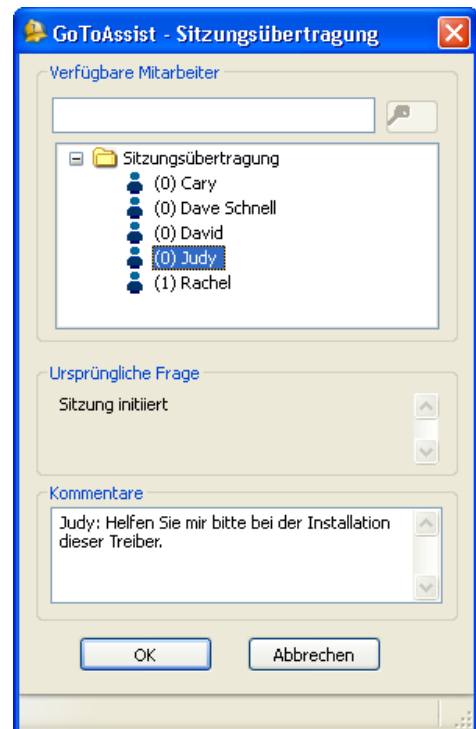 GoToAssist - Sitzungsübertragung
Verfügbare Mitarbeiter
Sitzungsübertragung
(0) Cary
(0) Dave Schnell
(0) David
(0) Judy
(1) Rachel
Ursprüngliche Frage
Sitzung initiiert
Kommentare
Judy: Helfen Sie mir bitte bei der Installation
dieser Treiber.
OK
Abbrechen